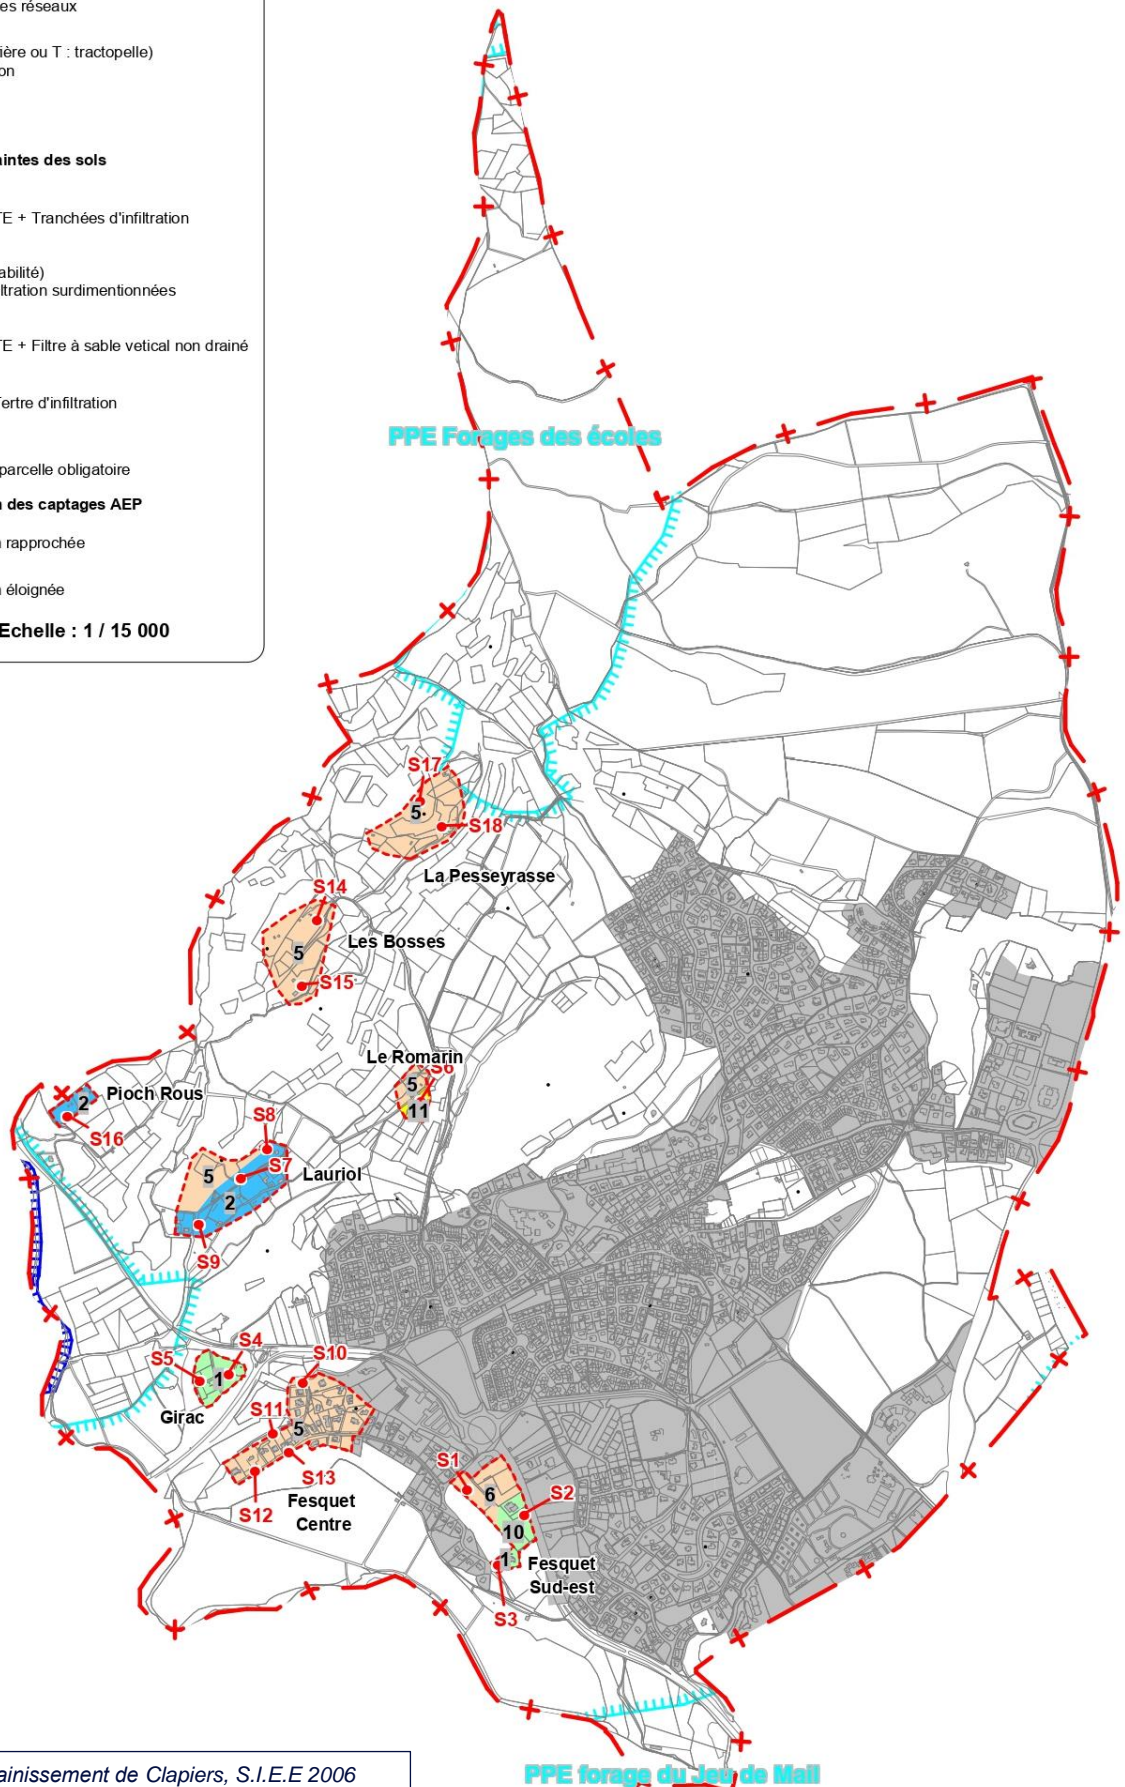 es réseaux
ière ou T : tractopelle)
on
intes des sols
TE + Tranchées d'infiltration
abilité)
ltration surdimentionnées
TE + Filtre à sable vetical non drainé
ertre d'infiltration
parcelle obligatoire
des captages AEP
rapprochée
éloignée
Echelle : 1 / 15 000
PPE Forages des écoles
S17
5
S18
La Pesseyrasse
S14
Les Bosses
5
S15
Le Romarin
S6
5
11
Pioch Rous
2
S16
S8
S7
5
Lauriol
2
S9
S4
S5
1
S10
Girac
S11
5
S13
S12
Fesquet
Centre
S1
6
S2
10
1
Fesquet
Sud-est
S3
PPE forage du Jeu de Mail
ainissement de Clapiers, S.I.E.E 2006